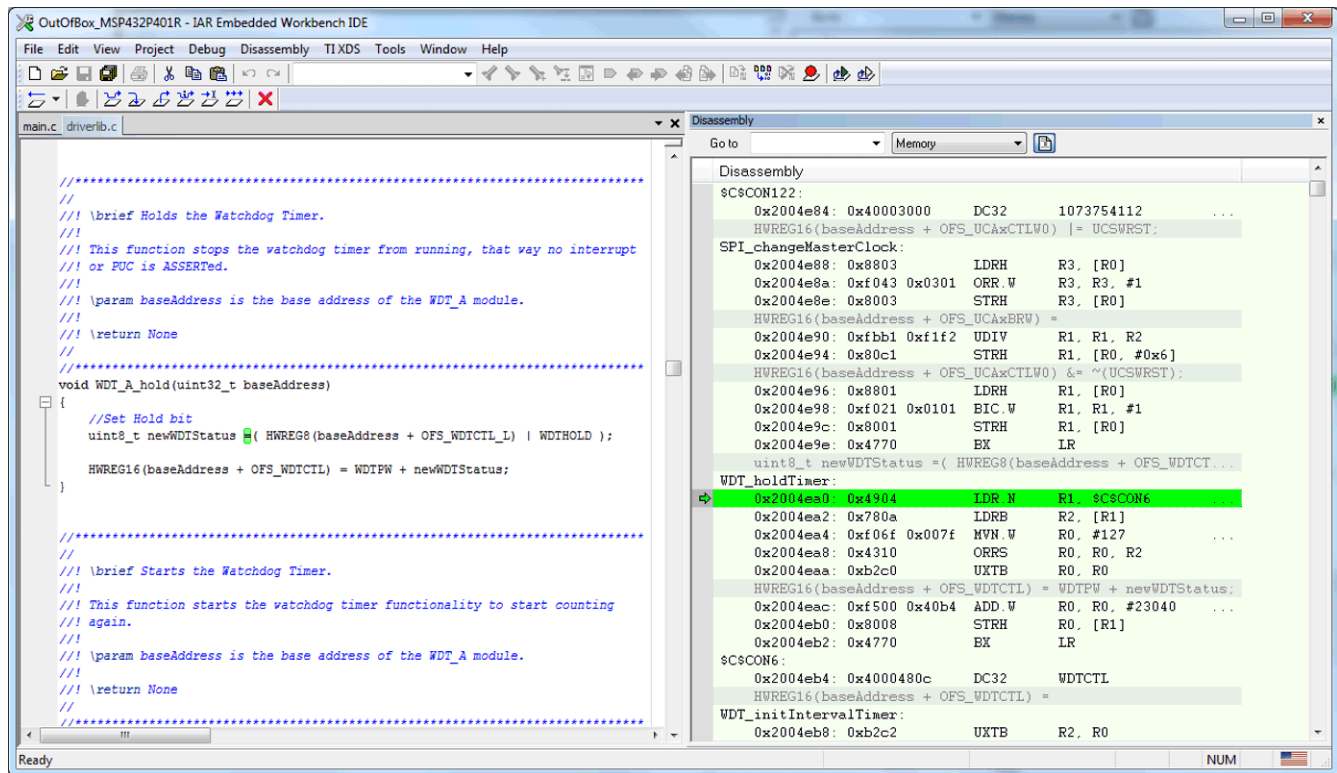 OutOfBox_MSP432P401R - IAR Embedded Workbench IDE
File Edit View Project Debug Disassembly TI XDS Tools Window Help
main.c driverlib.c
//*****************************************************************************
//
//! \brief Holds the Watchdog Timer.
//!
//! This function stops the watchdog timer from running, that way no interrupt
//! or PUC is ASSERTed.
//!
//! \param baseAddress is the base address of the WDT_A module.
//!
//! \return None
//
//*****************************************************************************
void WDT_A_hold(uint32_t baseAddress)
{
//Set Hold bit
uint8_t newWDTStatus =( HWREG8(baseAddress + OFS_WDTCTL_L) | WDTHOLD );
HWREG16(baseAddress + OFS_WDTCTL) = WDTPW + newWDTStatus;
}
//*****************************************************************************
//
//! \brief Starts the Watchdog Timer.
//!
//! This function starts the watchdog timer functionality to start counting
//! again.
//!
//! \param baseAddress is the base address of the WDT_A module.
//!
//! \return None
//
//*****************************************************************************
Disassembly
Go to Memory
Disassembly
$C$CON122:
0x2004e84: 0x40003000 DC32 1073754112 ...
HWREG16(baseAddress + OFS_UCAxCTLW0) |= UCSWRST;
SPI_changeMasterClock:
0x2004e88: 0x8803 LDRH R3, [R0]
0x2004e8a: 0xf043 0x0301 ORR.W R3, R3, #1
0x2004e8e: 0x8003 STRH R3, [R0]
HWREG16(baseAddress + OFS_UCAxBRW) =
0x2004e90: 0xfbb1 0xf1f2 UDIV R1, R1, R2
0x2004e94: 0x80c1 STRH R1, [R0, #0x6]
HWREG16(baseAddress + OFS_UCAxCTLW0) &= ~(UCSWRST);
0x2004e96: 0x8801 LDRH R1, [R0]
0x2004e98: 0xf021 0x0101 BIC.W R1, R1, #1
0x2004e9c: 0x8001 STRH R1, [R0]
0x2004e9e: 0x4770 BX LR
uint8_t newWDTStatus =( HWREG8(baseAddress + OFS_WDTCT...
WDT_holdTimer:
0x2004ea0: 0x4904 LDR.N R1, $C$CON6 ...
0x2004ea2: 0x780a LDRB R2, [R1]
0x2004ea4: 0xf06f 0x007f MVN.W R0, #127 ...
0x2004ea8: 0x4310 ORRS R0, R0, R2
0x2004eaa: 0xb2c0 UXTB R0, R0
HWREG16(baseAddress + OFS_WDTCTL) = WDTPW + newWDTStatus;
0x2004eac: 0xf500 0x40b4 ADD.W R0, R0, #23040 ...
0x2004eb0: 0x8008 STRH R0, [R1]
0x2004eb2: 0x4770 BX LR
$C$CON6:
0x2004eb4: 0x4000480c DC32 WDTCTL
HWREG16(baseAddress + OFS_WDTCTL) =
WDT_initIntervalTimer:
0x2004eb8: 0xb2c2 UXTB R2, R0
Ready NUM